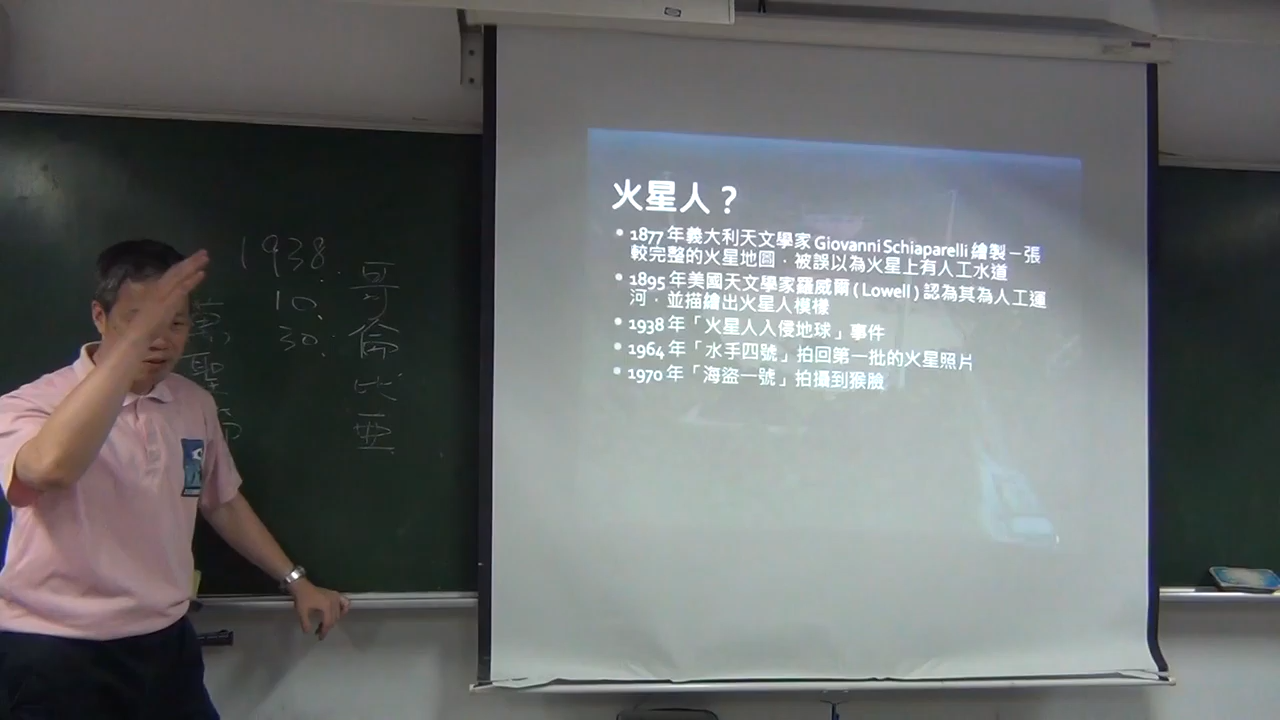 1938.
10.
30.
哥
倫
比
亞
萬
聖
節
火星人？
• 1877 年義大利天文學家 Giovanni Schiaparelli 繪製一張
較完整的火星地圖，被誤以為火星上有人工水道
• 1895 年美國天文學家羅威爾 ( Lowell ) 認為其為人工運
河，並描繪出火星人模樣
• 1938 年「火星人入侵地球」事件
• 1964 年「水手四號」拍回第一批的火星照片
• 1970 年「海盜一號」拍攝到猴臉